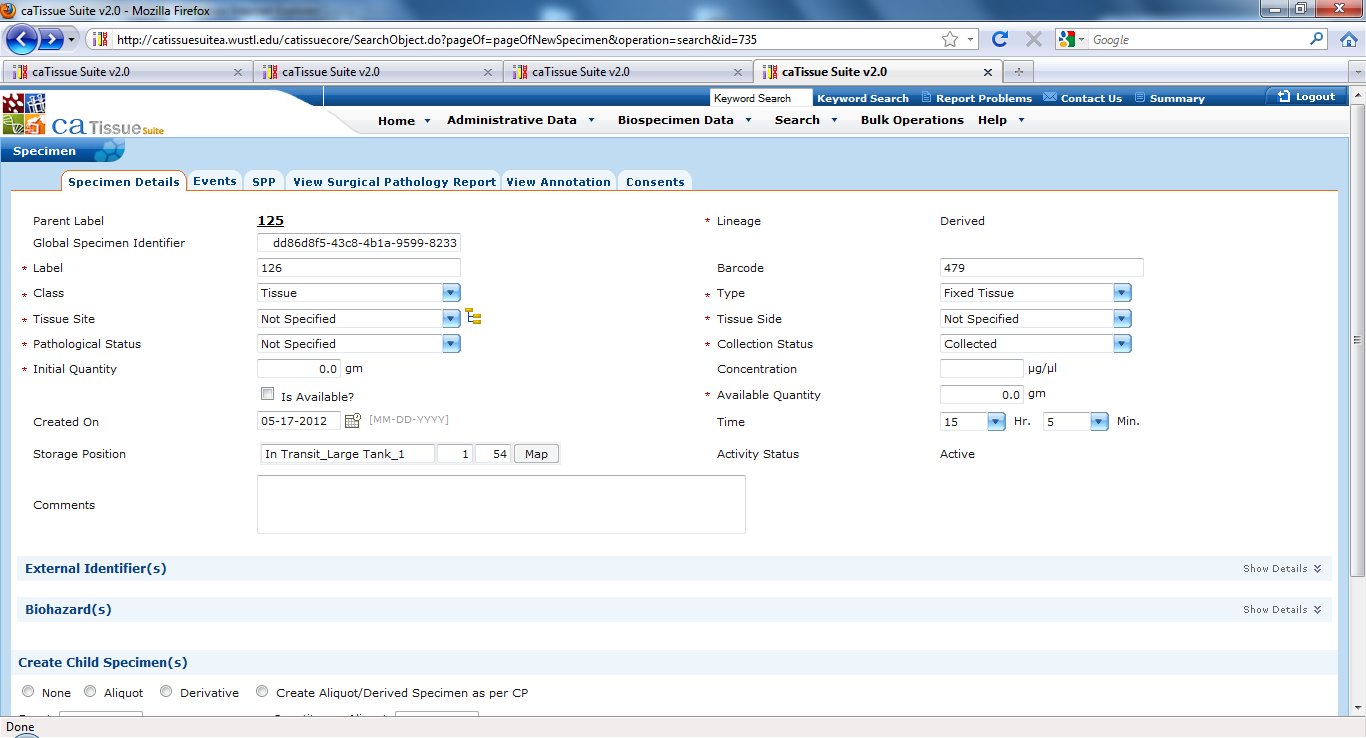 caTissue Suite v2.0 - Mozilla Firefox
http://catissuesuitea.wustl.edu/catissuecore/SearchObject.do?pageOf=pageOfNewSpecimen&operation=search&id=735
Google
caTissue Suite v2.0 caTissue Suite v2.0 caTissue Suite v2.0 caTissue Suite v2.0
Keyword Search Keyword Search Report Problems Contact Us Summary Logout
ca Tissue Suite
Home Administrative Data Biospecimen Data Search Bulk Operations Help
Specimen
Specimen Details Events SPP View Surgical Pathology Report View Annotation Consents
Parent Label 125 * Lineage Derived
Global Specimen Identifier dd86d8f5-43c8-4b1a-9599-8233
* Label 126 Barcode 479
* Class Tissue * Type Fixed Tissue
* Tissue Site Not Specified * Tissue Side Not Specified
* Pathological Status Not Specified * Collection Status Collected
* Initial Quantity 0.0 gm Concentration µg/µl
Is Available? * Available Quantity 0.0 gm
Created On 05-17-2012 [MM-DD-YYYY] Time 15 Hr. 5 Min.
Storage Position In Transit_Large Tank_1 1 54 Map Activity Status Active
Comments
External Identifier(s) Show Details
Biohazard(s) Show Details
Create Child Specimen(s)
None Aliquot Derivative Create Aliquot/Derived Specimen as per CP
Done